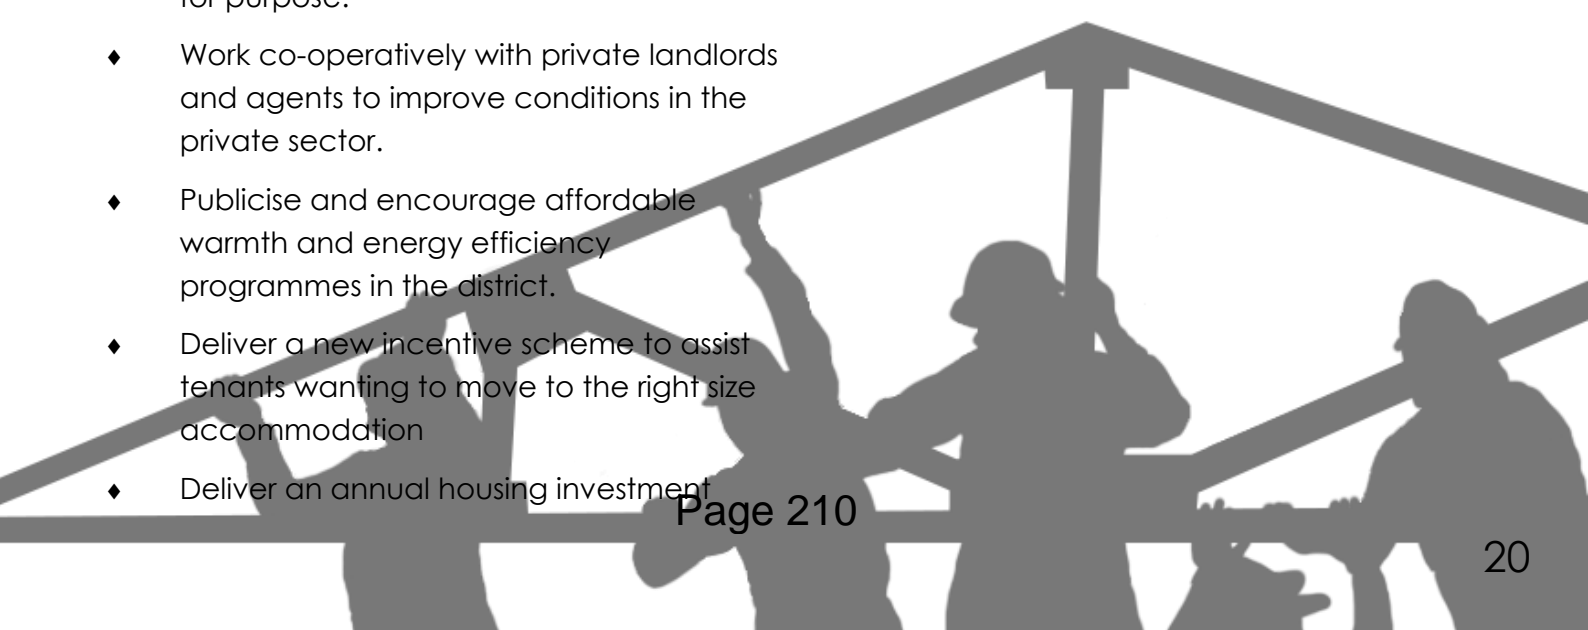 for purpose.
♦ Work co-operatively with private landlords
and agents to improve conditions in the
private sector.
♦ Publicise and encourage affordable
warmth and energy efficiency
programmes in the district.
♦ Deliver a new incentive scheme to assist
tenants wanting to move to the right size
accommodation
♦ Deliver an annual housing investment
Page 210
20